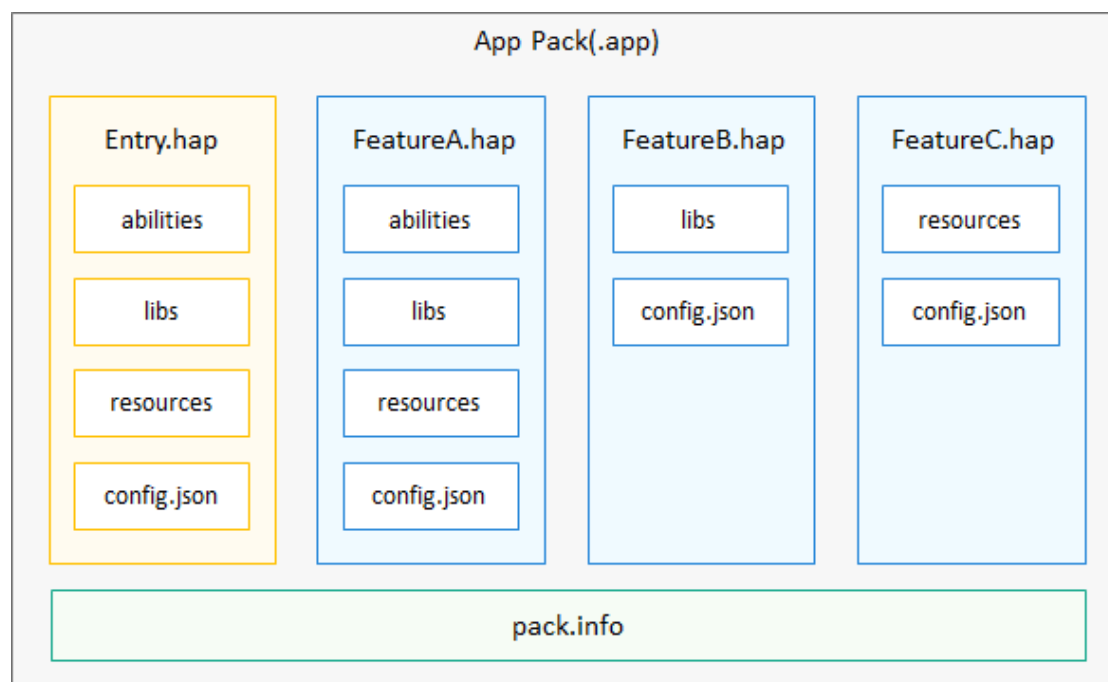 App Pack(.app)
Entry.hap
abilities
libs
resources
config.json
FeatureA.hap
abilities
libs
resources
config.json
FeatureB.hap
libs
config.json
FeatureC.hap
resources
config.json
pack.info